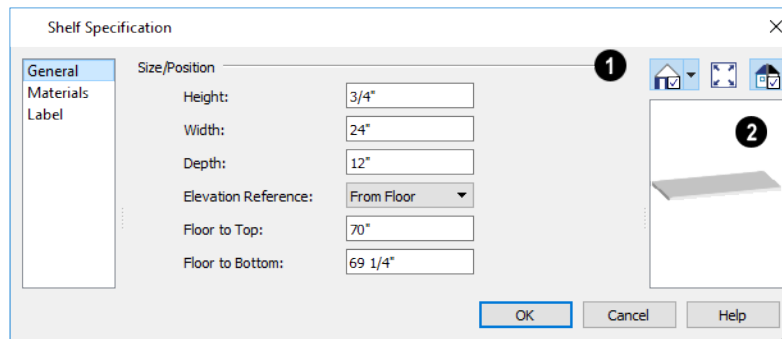 Shelf Specification
General
Materials
Label
Size/Position
1
Height: 3/4"
Width: 24"
Depth: 12"
Elevation Reference: From Floor
Floor to Top: 70"
Floor to Bottom: 69 1/4"
2
OK Cancel Help